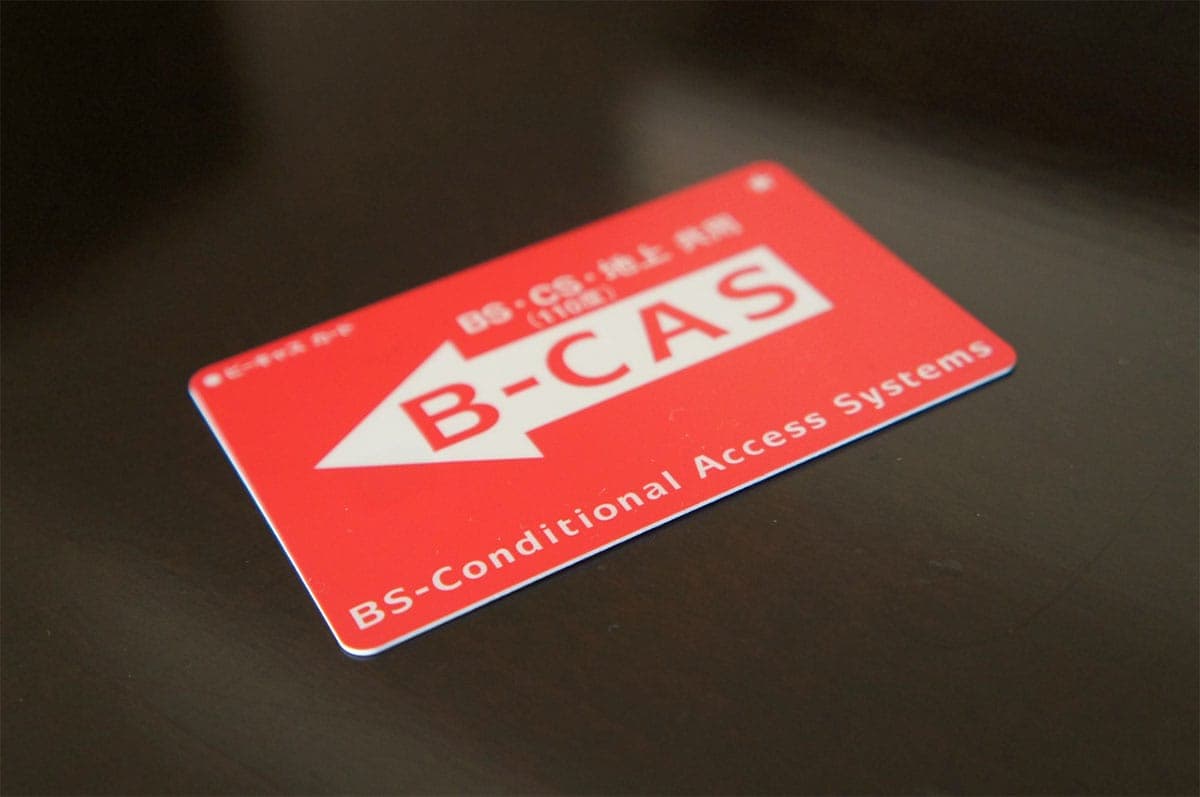 ビーキャス カード
BS・CS・地上 共用
(110度)
B-CAS
BS-Conditional Access Systems